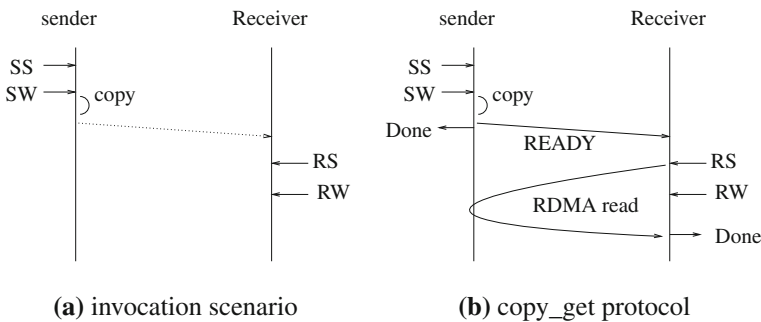 sender Receiver sender Receiver
SS SS
SW copy SW copy
Done READY
RS RS
RW RW
RDMA read
Done
(a) invocation scenario (b) copy_get protocol